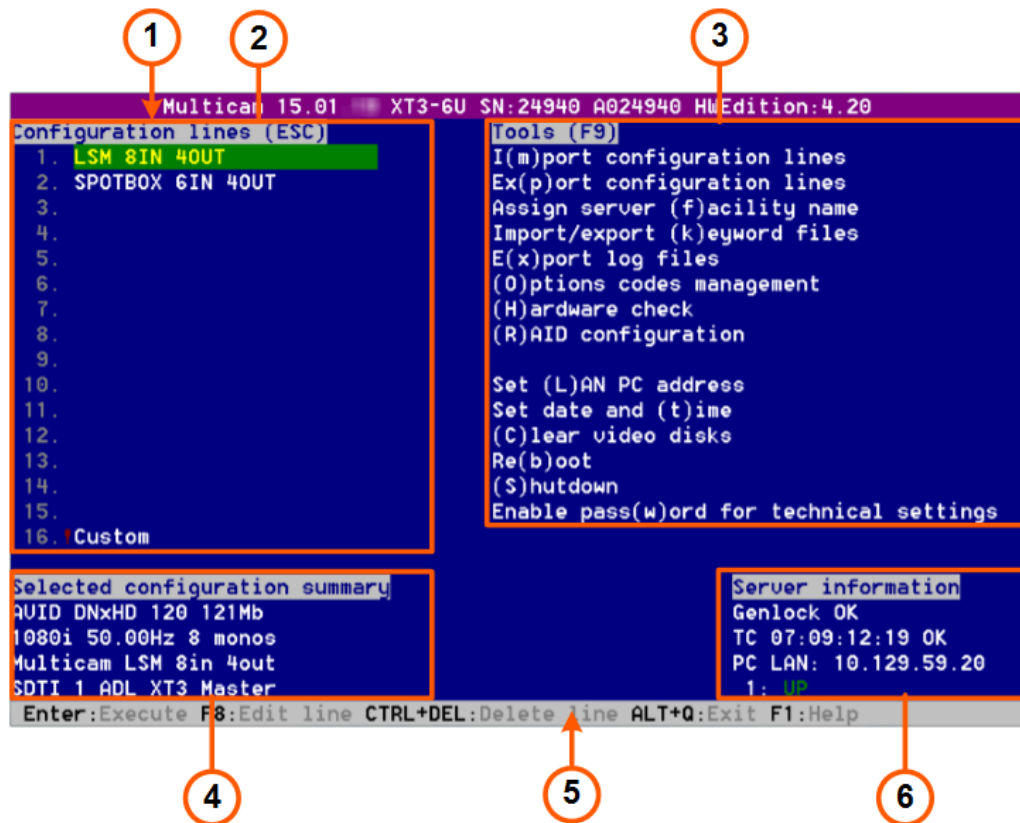 1
2
3
Multicam 15.01 XT3-6U SN:24940 A024940 HWEdition:4.20
Configuration lines (ESC)
1. LSM 8IN 4OUT
2. SPOTBOX 6IN 4OUT
3.
4.
5.
6.
7.
8.
9.
10.
11.
12.
13.
14.
15.
16.!Custom
Tools (F9)
I(m)port configuration lines
Ex(p)ort configuration lines
Assign server (f)acility name
Import/export (k)eyword files
E(x)port log files
(O)ptions codes management
(H)ardware check
(R)AID configuration
Set (L)AN PC address
Set date and (t)ime
(C)lear video disks
Re(b)oot
(S)hutdown
Enable pass(w)ord for technical settings
Selected configuration summary
AVID DNxHD 120 121Mb
1080i 50.00Hz 8 monos
Multicam LSM 8in 4out
SDTI 1 ADL XT3 Master
Server information
Genlock OK
TC 07:09:12:19 OK
PC LAN: 10.129.59.20
1: UP
Enter:Execute F8:Edit line CTRL+DEL:Delete line ALT+Q:Exit F1:Help
4
5
6